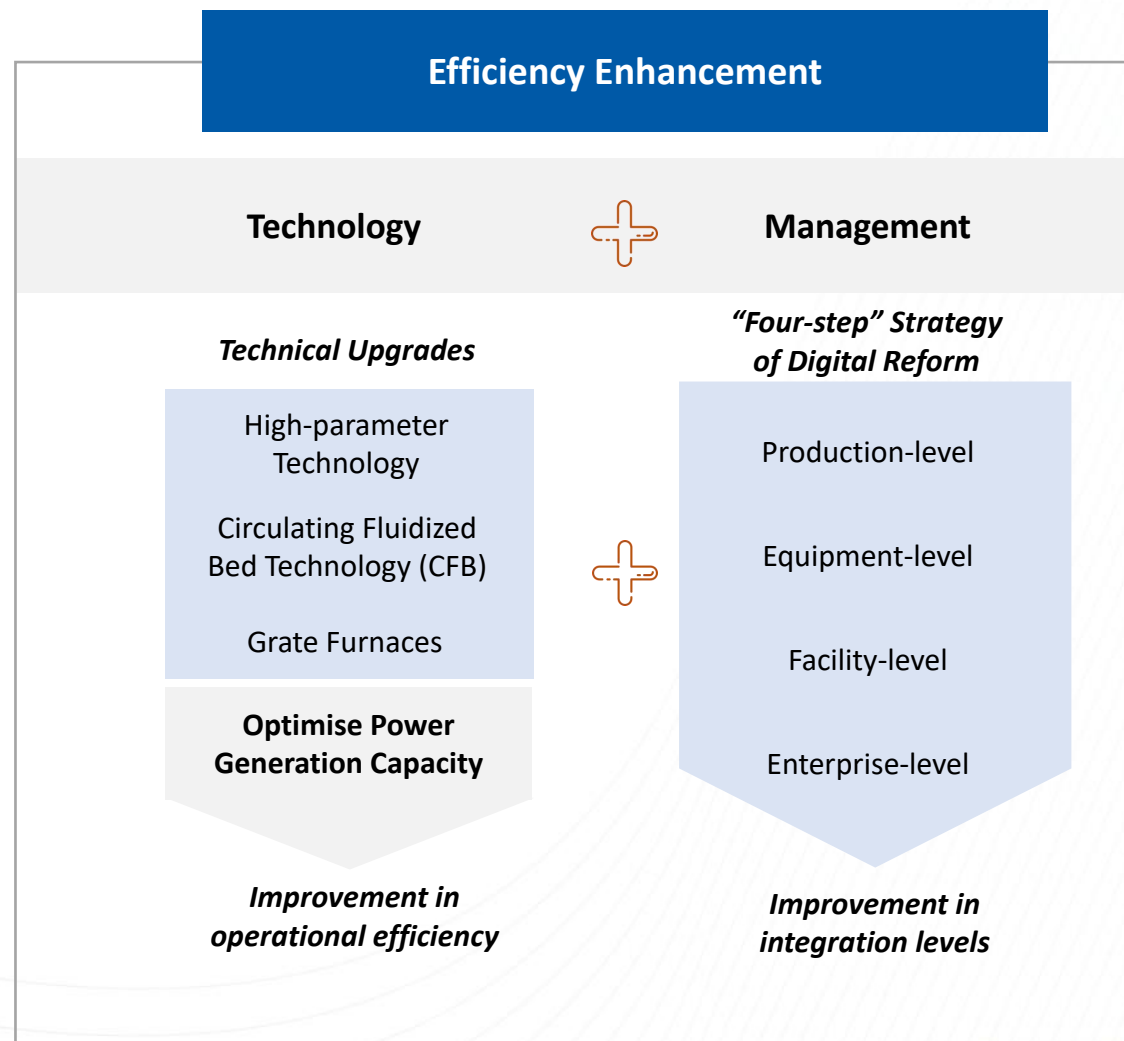 Efficiency Enhancement
Technology
Management
Technical Upgrades
High-parameter
Technology
Circulating Fluidized
Bed Technology (CFB)
Grate Furnaces
Optimise Power
Generation Capacity
Improvement in
operational efficiency
“Four-step” Strategy
of Digital Reform
Production-level
Equipment-level
Facility-level
Enterprise-level
Improvement in
integration levels